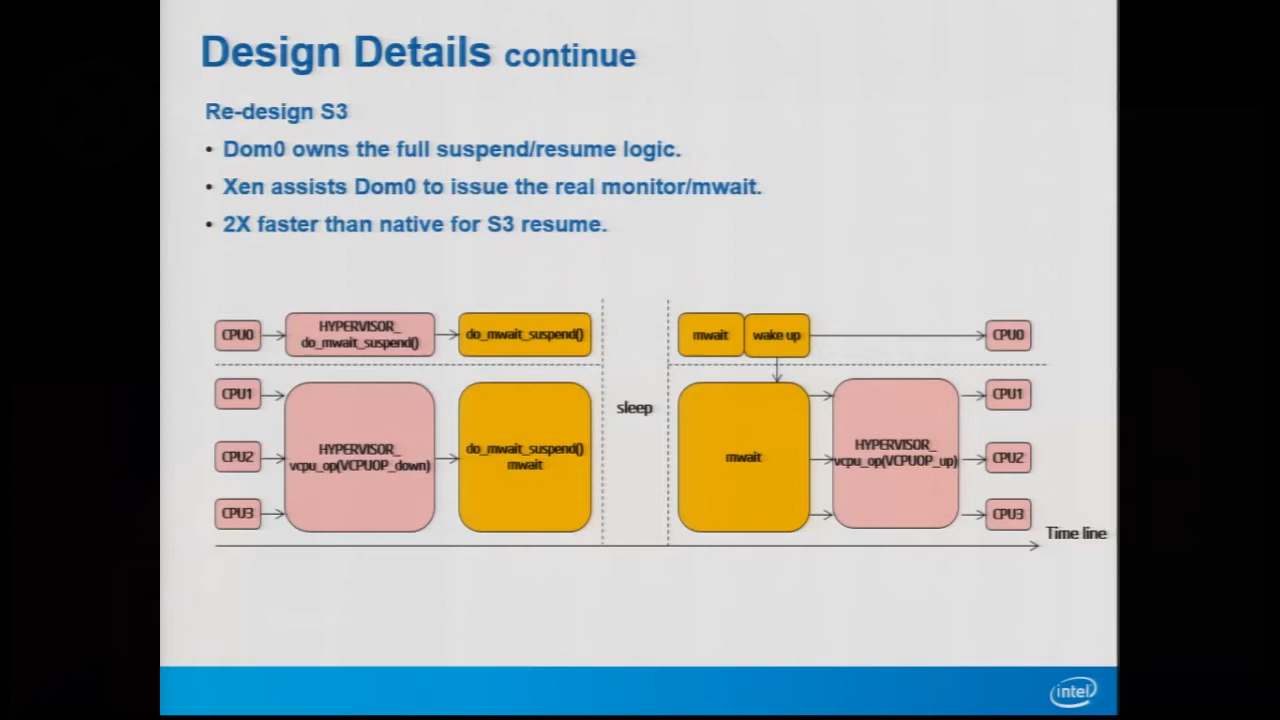 Design Details continue
Re-design S3
• Dom0 owns the full suspend/resume logic.
• Xen assists Dom0 to issue the real monitor/mwait.
• 2X faster than native for S3 resume.
CPU0
HYPERVISOR_
do_mwait_suspend()
do_mwait_suspend()
mwait
wake up
CPU0
CPU1
CPU2
CPU3
HYPERVISOR_
vcpu_op(VCPUOP_down)
do_mwait_suspend()
mwait
sleep
mwait
HYPERVISOR_
vcpu_op(VCPUOP_up)
CPU1
CPU2
CPU3
Time line
intel